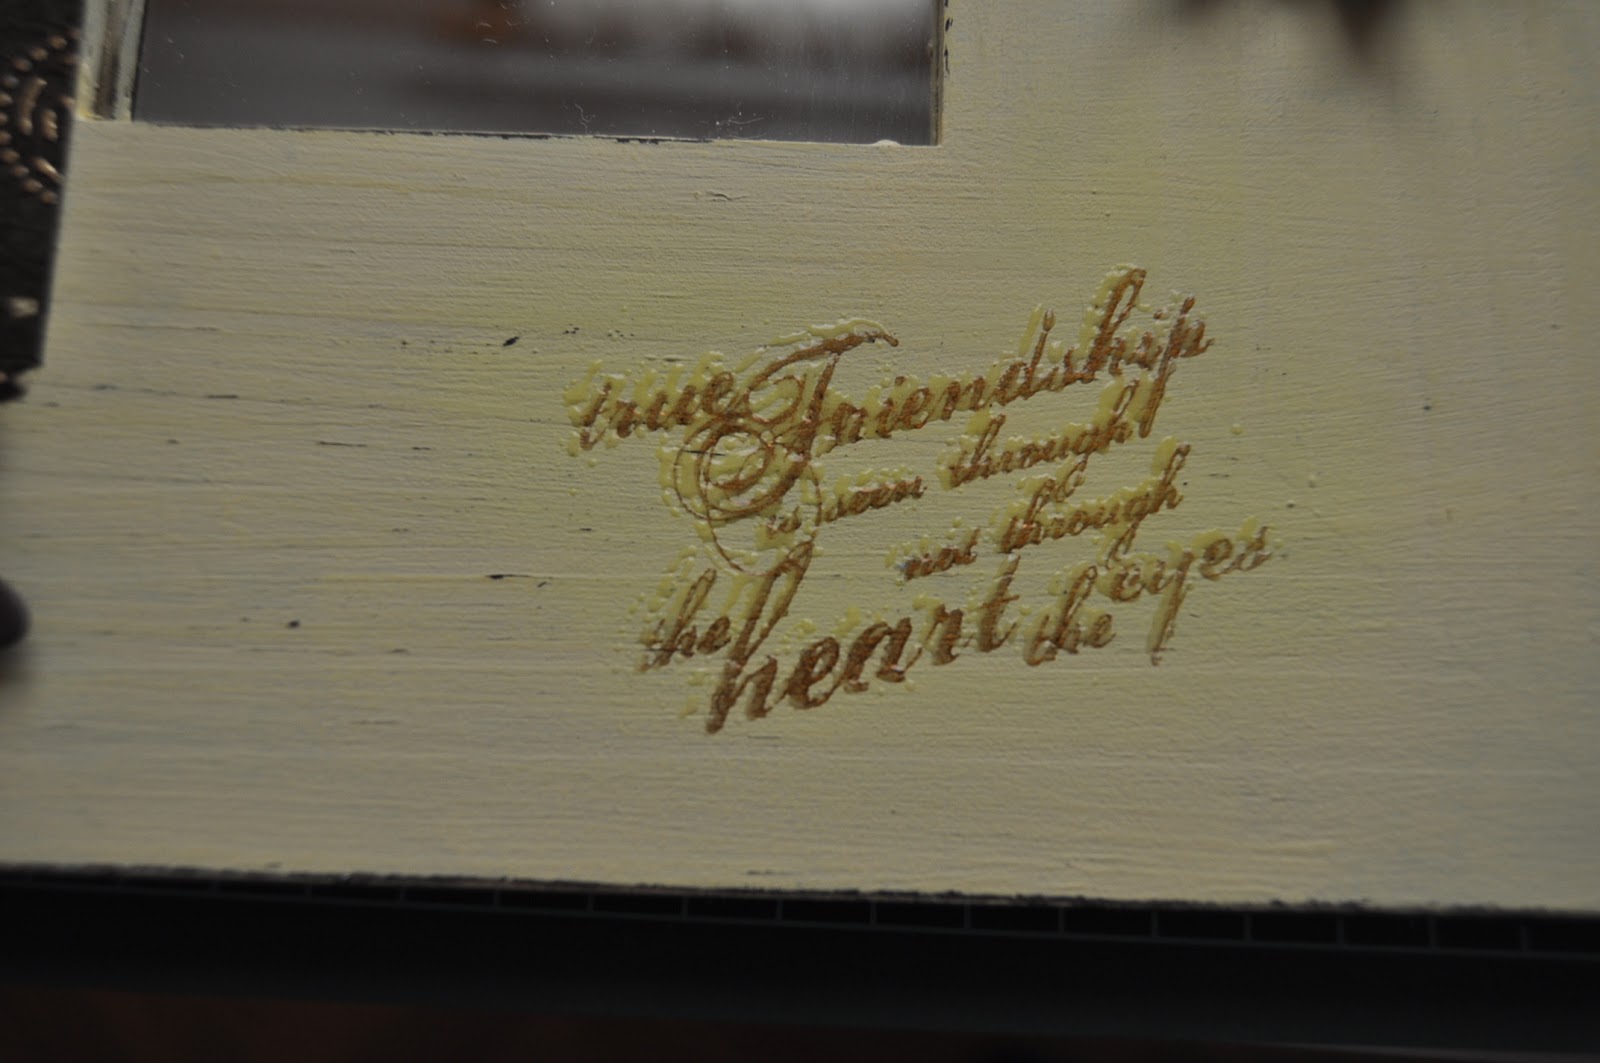 true Friendship
is seen through
the heart
not through
the eyes